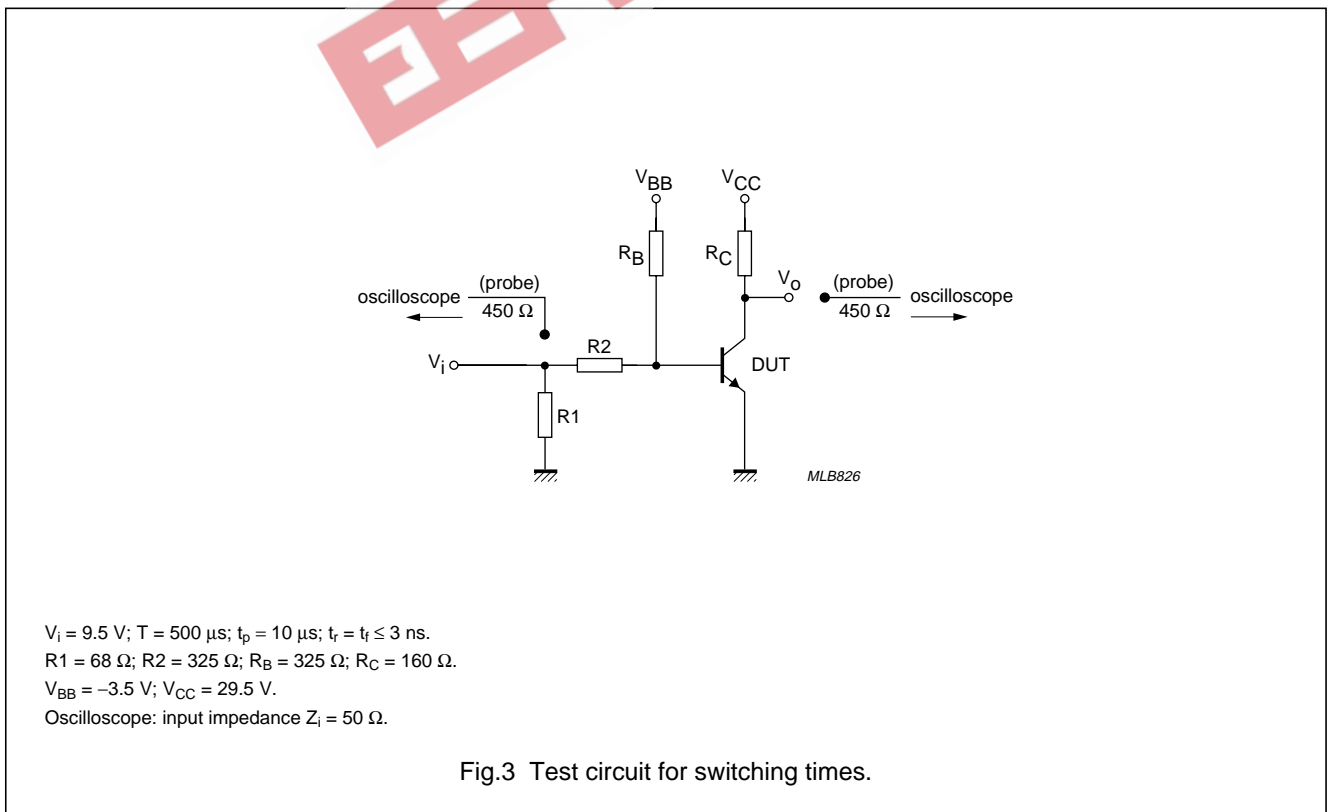 V_BB V_CC
R_B R_C
V_o
(probe) (probe)
oscilloscope oscilloscope
450 Ω 450 Ω
R2
V_i DUT
R1
MLB826
V_i = 9.5 V; T = 500 μs; t_p = 10 μs; t_r = t_f ≤ 3 ns.
R1 = 68 Ω; R2 = 325 Ω; R_B = 325 Ω; R_C = 160 Ω.
V_BB = −3.5 V; V_CC = 29.5 V.
Oscilloscope: input impedance Z_i = 50 Ω.
Fig.3 Test circuit for switching times.